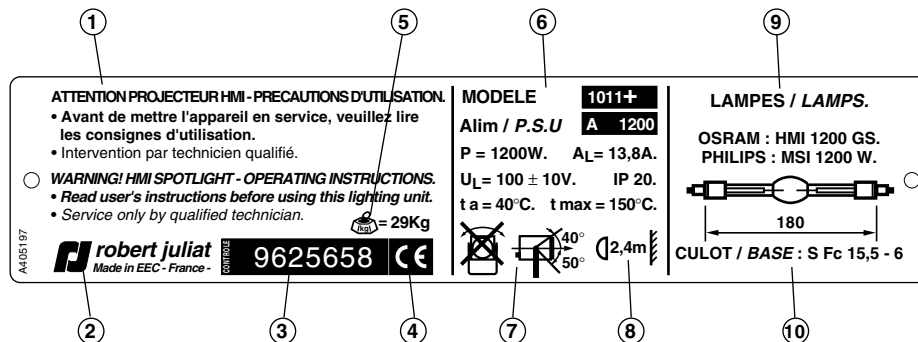 1
5
6
9
ATTENTION PROJECTEUR HMI - PRECAUTIONS D'UTILISATION.
• Avant de mettre l'appareil en service, veuillez lire
les consignes d'utilisation.
• Intervention par technicien qualifié.
WARNING! HMI SPOTLIGHT - OPERATING INSTRUCTIONS.
• Read user's instructions before using this lighting unit.
• Service only by qualified technician.
(kg) = 29Kg
A405197
robert juliat
Made in EEC - France -
CONTROLE
9625658
CE
MODELE 1011+
Alim / P.S.U A 1200
P = 1200W. AL= 13,8A.
UL= 100 ± 10V. IP 20.
t a = 40°C. t max = 150°C.
40°
50°
2,4m
LAMPES / LAMPS.
OSRAM : HMI 1200 GS.
PHILIPS : MSI 1200 W.
180
CULOT / BASE : S Fc 15,5 - 6
2
3
4
7
8
10